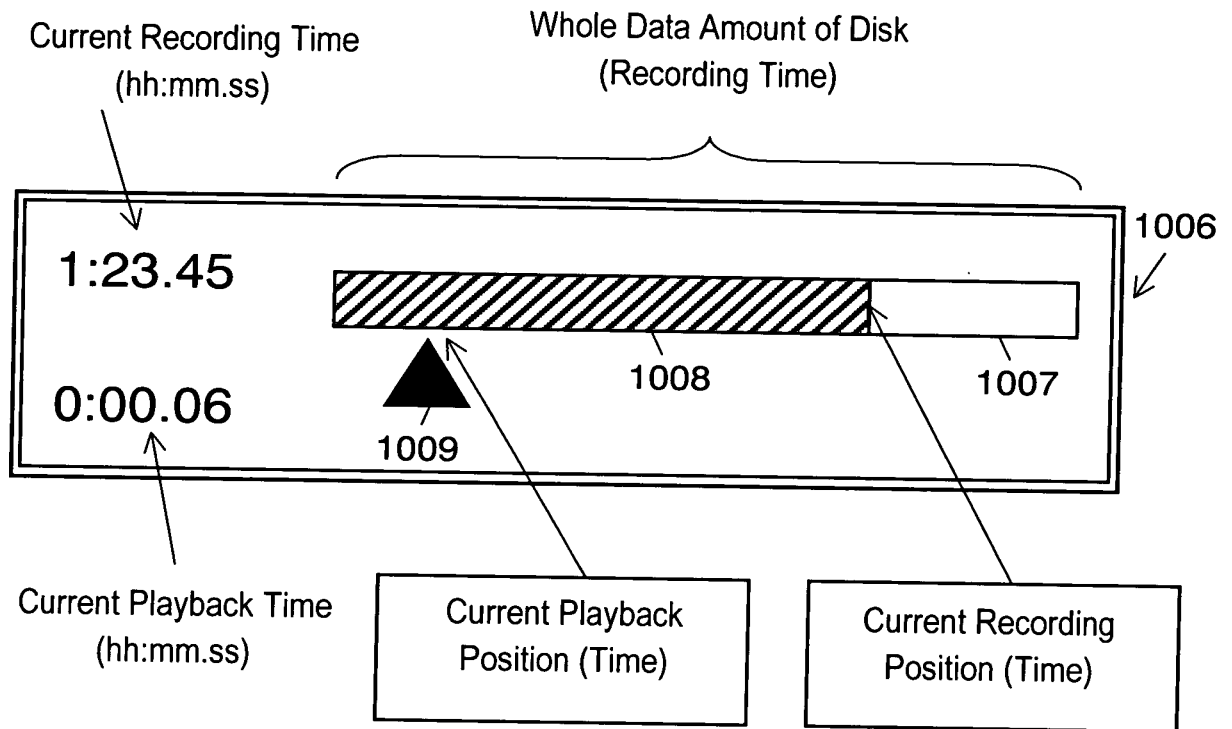 Current Recording Time
(hh:mm.ss)
Whole Data Amount of Disk
(Recording Time)
1006
1:23.45
1008
1007
0:00.06
1009
Current Playback Time
(hh:mm.ss)
Current Playback
Position (Time)
Current Recording
Position (Time)